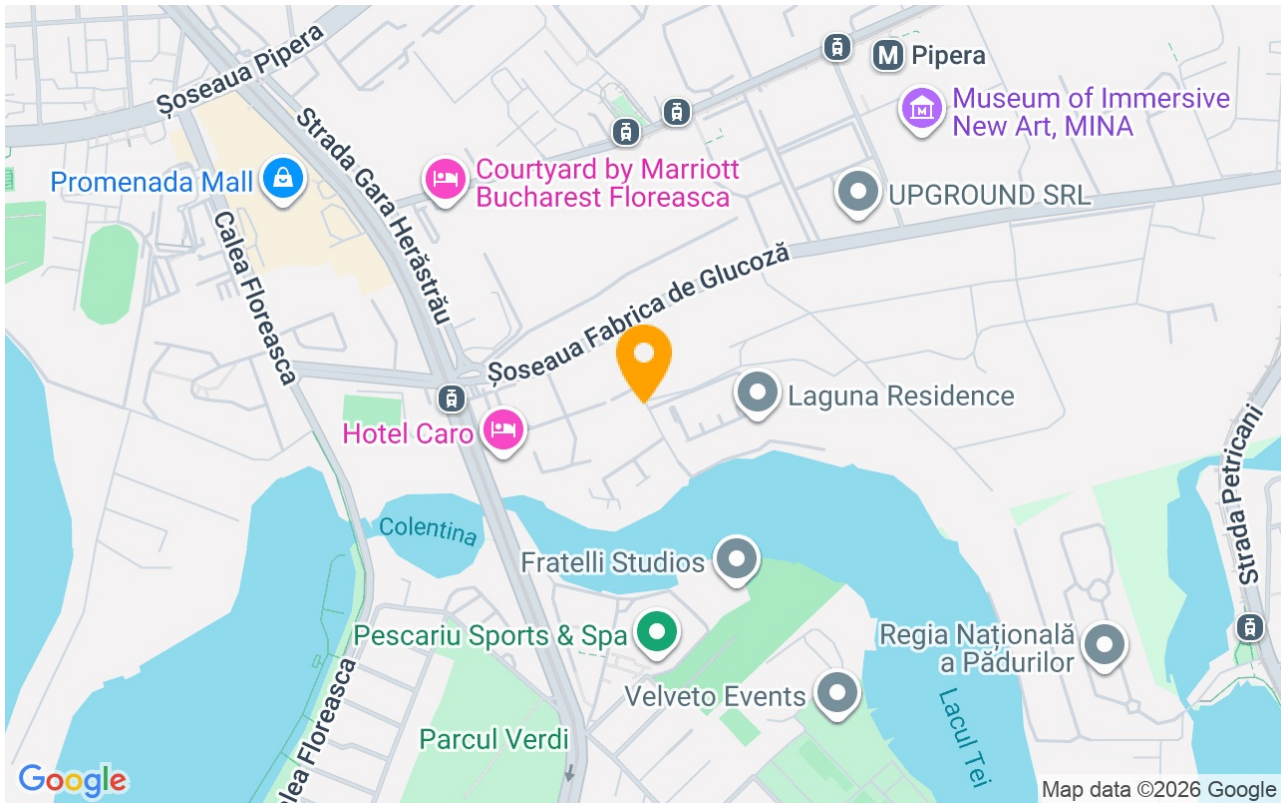 Șoseaua Pipera
M
Pipera
Museum of Immersive
New Art, MINA
M
Strada Gara Herăstrău
Promenada Mall
Courtyard by Marriott
Bucharest Floreasca
UPGROUND SRL
Calea Floreasca
Șoseaua Fabrica de Glucoză
Laguna Residence
Hotel Caro
Strada Petricani
Colentina
Fratelli Studios
Pescariu Sports & Spa
Regia Națională
a Pădurilor
Velveto Events
Lacul Tei
Parcul Verdi
alea Floreasca
Google
Map data ©2026 Google